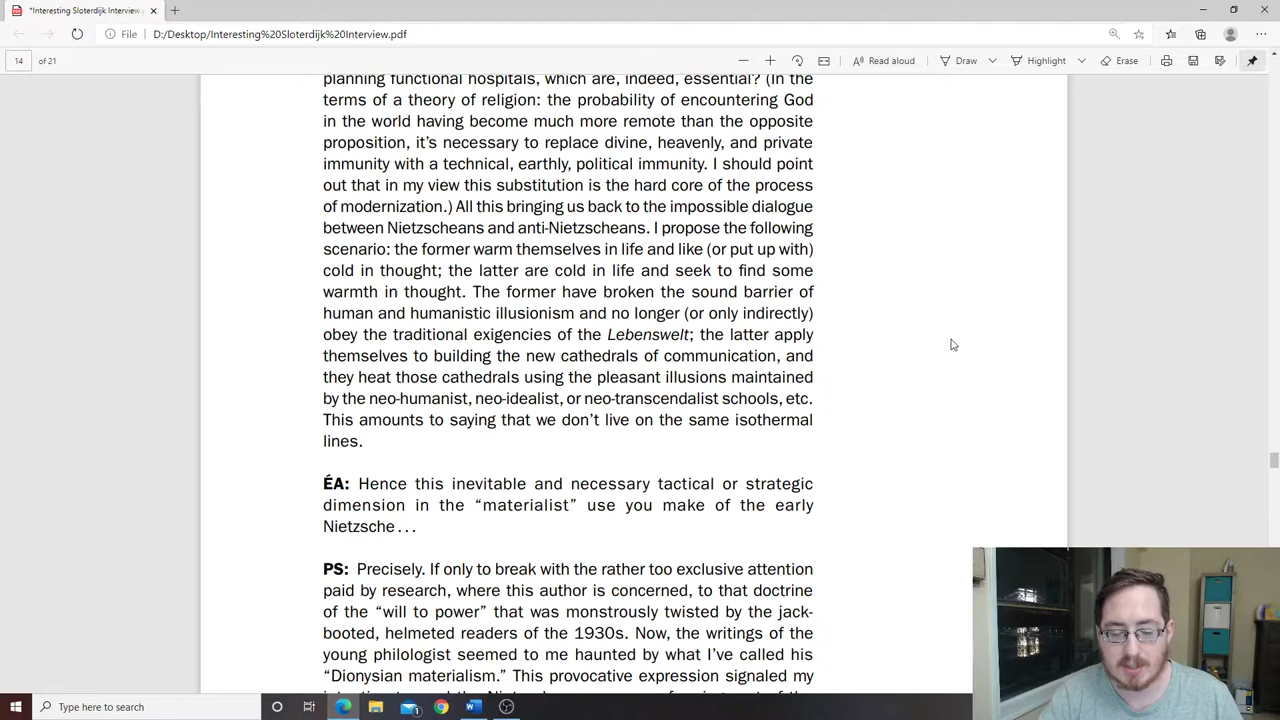 *Interesting Sloterdijk Interview.
File
D:/Desktop/Interesting%20Sloterdijk%20Interview.pdf
14 of 21
Read aloud
Draw
Highlight
Erase
planning functional hospitals, which are, indeed, essential? (In the
terms of a theory of religion: the probability of encountering God
in the world having become much more remote than the opposite
proposition, it's necessary to replace divine, heavenly, and private
immunity with a technical, earthly, political immunity. I should point
out that in my view this substitution is the hard core of the process
of modernization.) All this bringing us back to the impossible dialogue
between Nietzscheans and anti-Nietzscheans. I propose the following
scenario: the former warm themselves in life and like (or put up with)
cold in thought; the latter are cold in life and seek to find some
warmth in thought. The former have broken the sound barrier of
human and humanistic illusionism and no longer (or only indirectly)
obey the traditional exigencies of the Lebenswelt; the latter apply
themselves to building the new cathedrals of communication, and
they heat those cathedrals using the pleasant illusions maintained
by the neo-humanist, neo-idealist, or neo-transcendalist schools, etc.
This amounts to saying that we don't live on the same isothermal
lines.
ÉA: Hence this inevitable and necessary tactical or strategic
dimension in the “materialist” use you make of the early
Nietzsche...
PS: Precisely. If only to break with the rather too exclusive attention
paid by research, where this author is concerned, to that doctrine
of the “will to power” that was monstrously twisted by the jack-
booted, helmeted readers of the 1930s. Now, the writings of the
young philologist seemed to me haunted by what I've called his
“Dionysian materialism.” This provocative expression signaled my
Type here to search